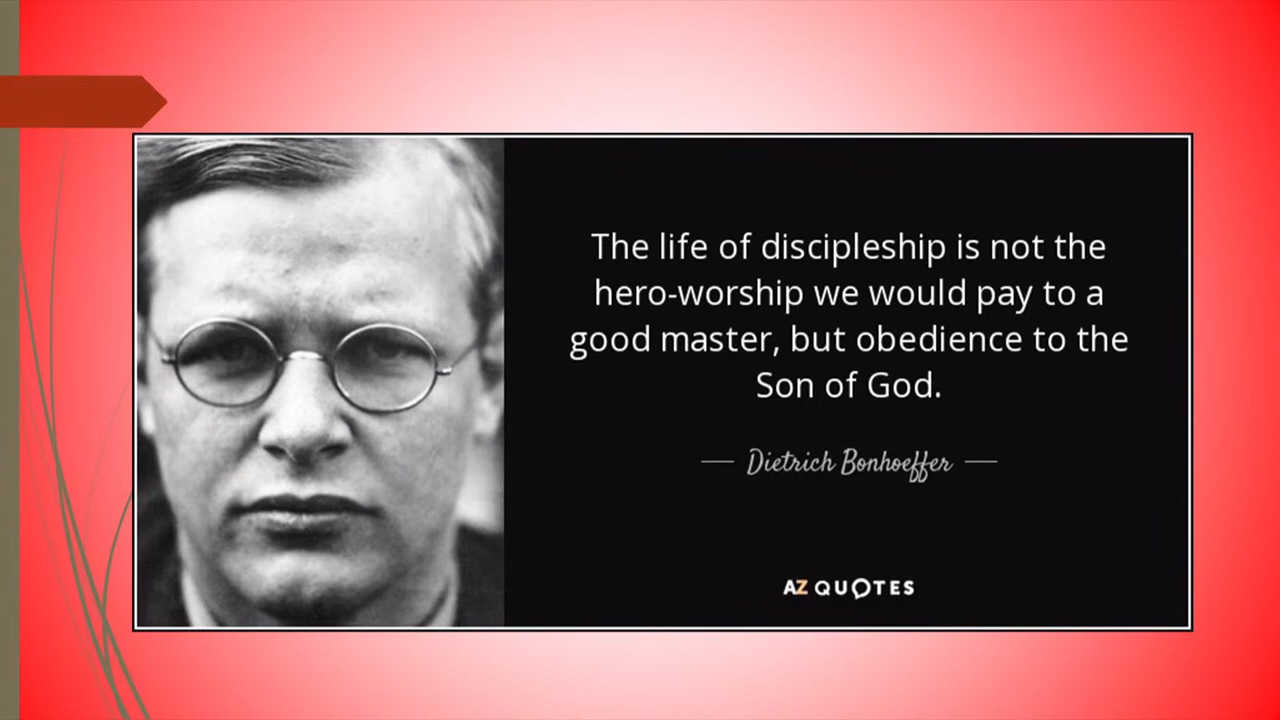 The life of discipleship is not the
hero-worship we would pay to a
good master, but obedience to the
Son of God.
Dietrich Bonhoeffer
AZ QUOTES